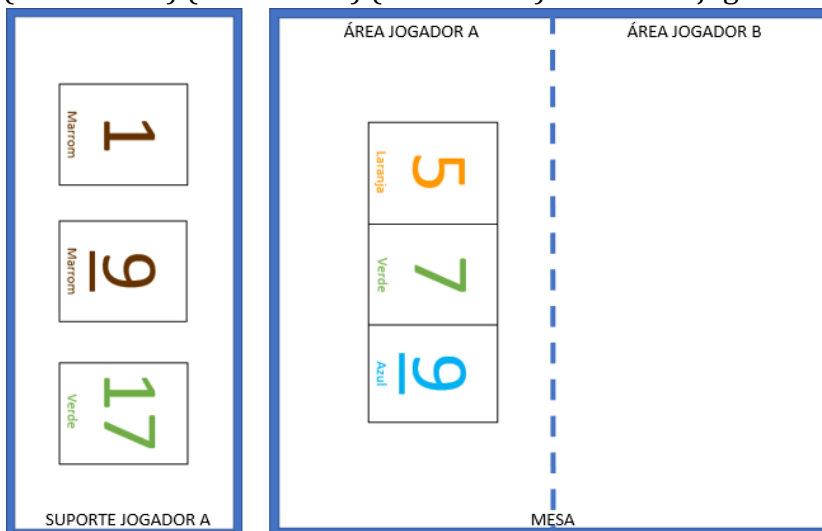 ÁREA JOGADOR A
ÁREA JOGADOR B
1
Marrom
9
Marrom
17
Verde
SUPORTE JOGADOR A
5
Laranja
7
Verde
9
Azul
MESA